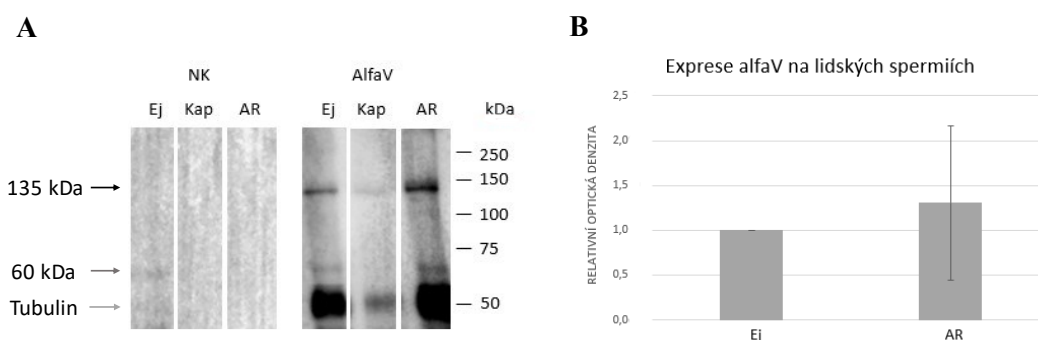 A
NK AlfaV
Ej Kap AR Ej Kap AR kDa
250
135 kDa 150
100
75
60 kDa
Tubulin 50
B
Exprese alfaV na lidských spermiích
RELATIVNÍ OPTICKÁ DENZITA
2,5
2,0
1,5
1,0
0,5
0,0
Ej AR